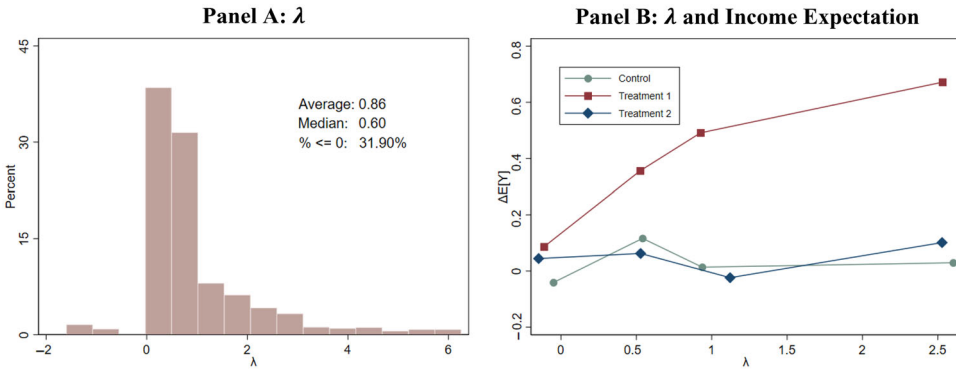 Panel A: λ
Panel B: λ and Income Expectation
45
30
15
0
Percent
Average: 0.86
Median: 0.60
% <= 0: 31.90%
−2
0
2
4
6
λ
0.8
0.6
0.4
0.2
0
−0.2
ΔE[Y]
Control
Treatment 1
Treatment 2
0
0.5
1
1.5
2
2.5
λ